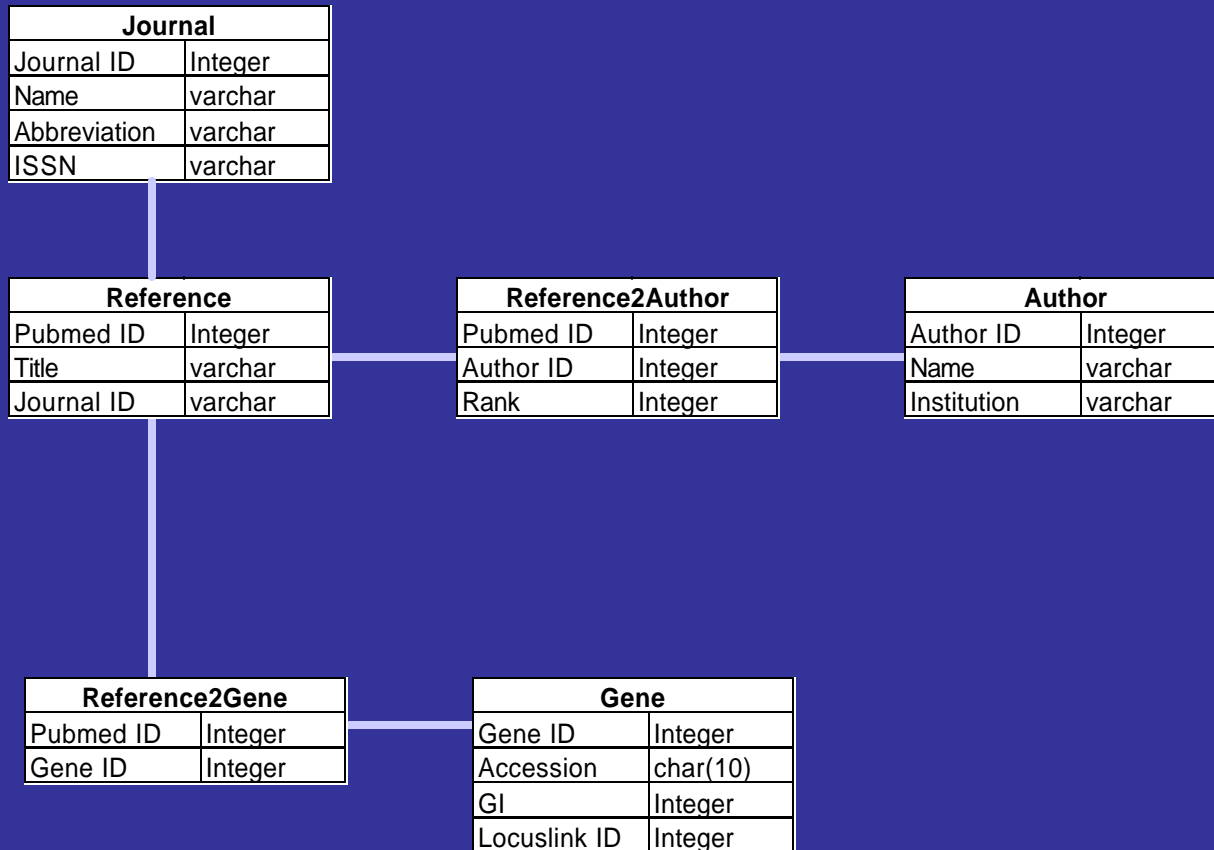 Journal
Journal ID Integer
Name varchar
Abbreviation varchar
ISSN varchar
Reference
Pubmed ID Integer
Title varchar
Journal ID varchar
Reference2Author
Pubmed ID Integer
Author ID Integer
Rank Integer
Author
Author ID Integer
Name varchar
Institution varchar
Reference2Gene
Pubmed ID Integer
Gene ID Integer
Gene
Gene ID Integer
Accession char(10)
GI Integer
Locuslink ID Integer